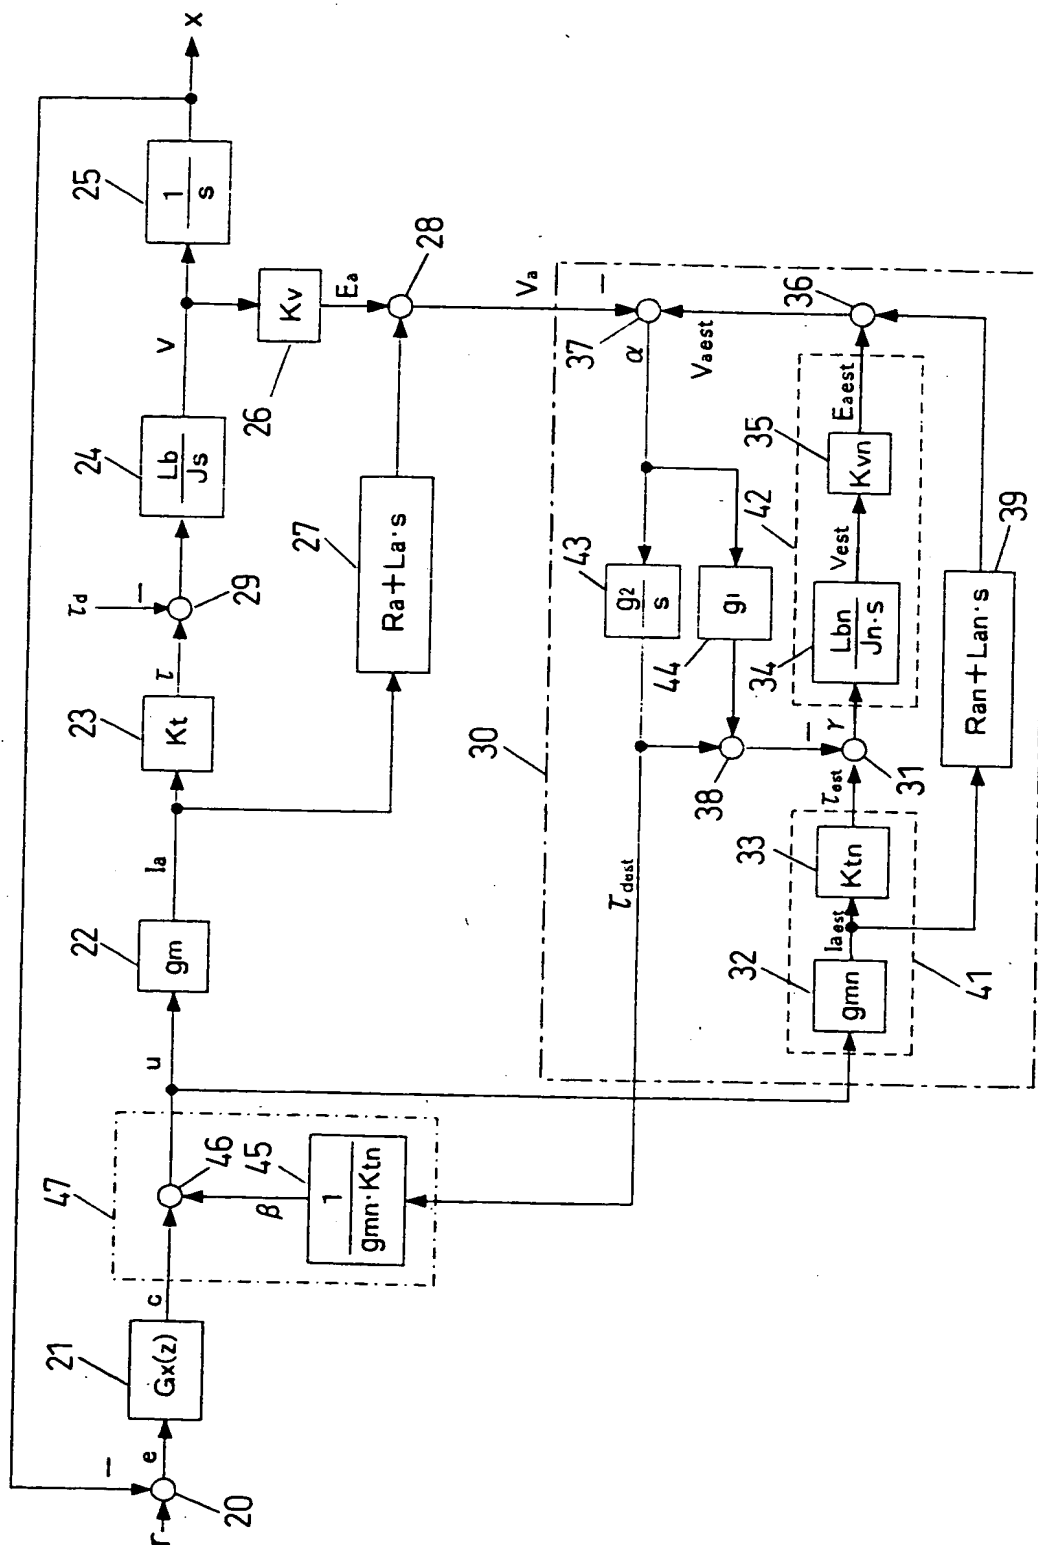 r
20
−
e
21
Gx(z)
c
47
46
β
45
1
gmn·Ktn
u
22
gm
Ia
23
Kt
τ
τd
−
29
24
Lb
Js
V
25
1
s
X
26
Kv
Ea
28
27
Ra+La·s
Va
−
37
α
Vaest
36
30
43
g2
s
44
g1
38
τdest
−
31
γ
τest
42
34
Lbn
Jn·s
Vest
35
Kvn
Eaest
39
Ran+Lan·s
41
32
gmn
Iaest
33
Ktn